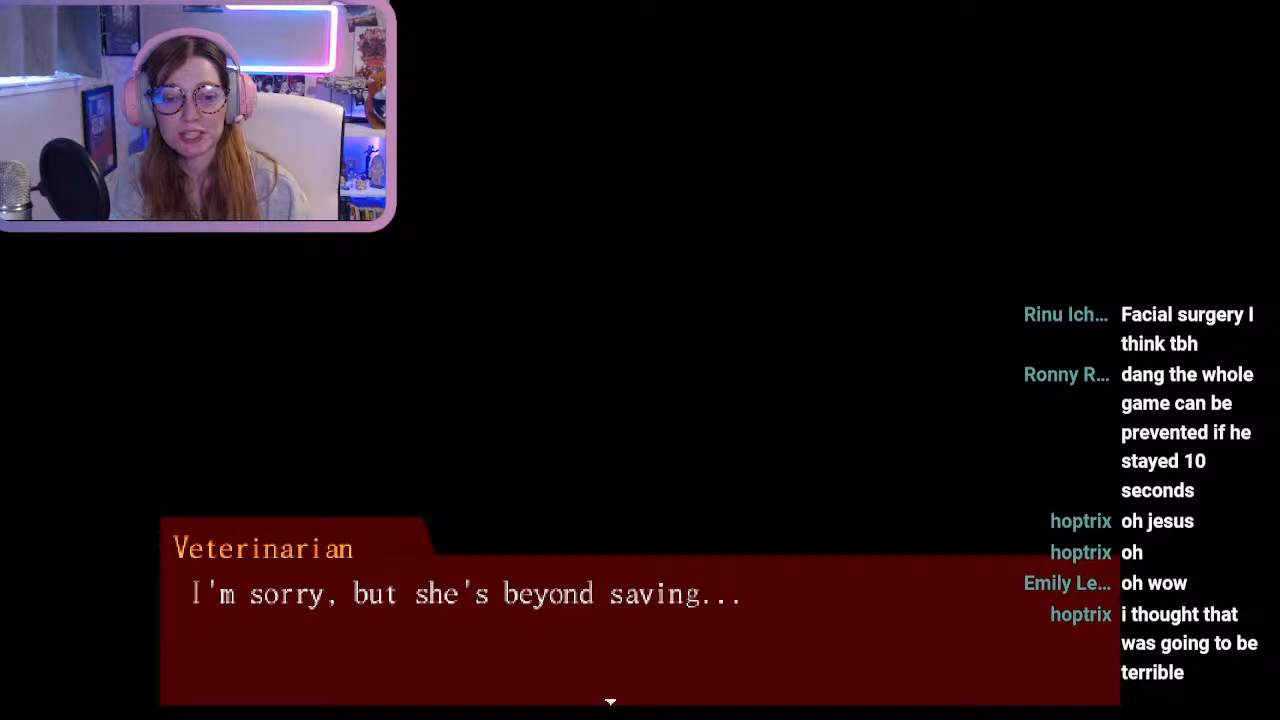 Rinu Ich... Facial surgery I
think tbh
Ronny R... dang the whole
game can be
prevented if he
stayed 10
seconds
hoptrix oh jesus
hoptrix oh
Emily Le... oh wow
hoptrix i thought that
was going to be
terrible
Veterinarian
I'm sorry, but she's beyond saving...